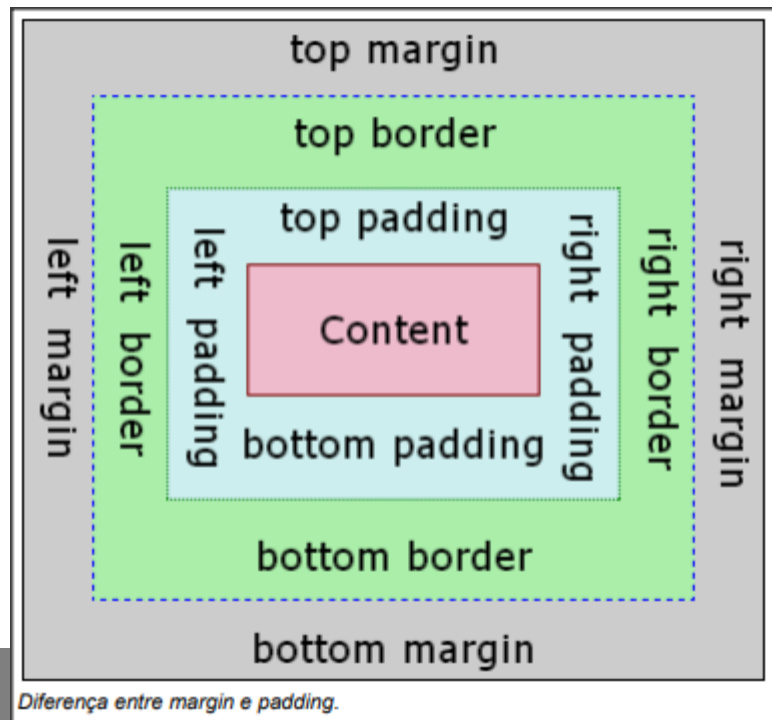 top margin
top border
top padding
left margin
left border
left padding
Content
right padding
right border
right margin
bottom padding
bottom border
bottom margin
Diferença entre margin e padding.